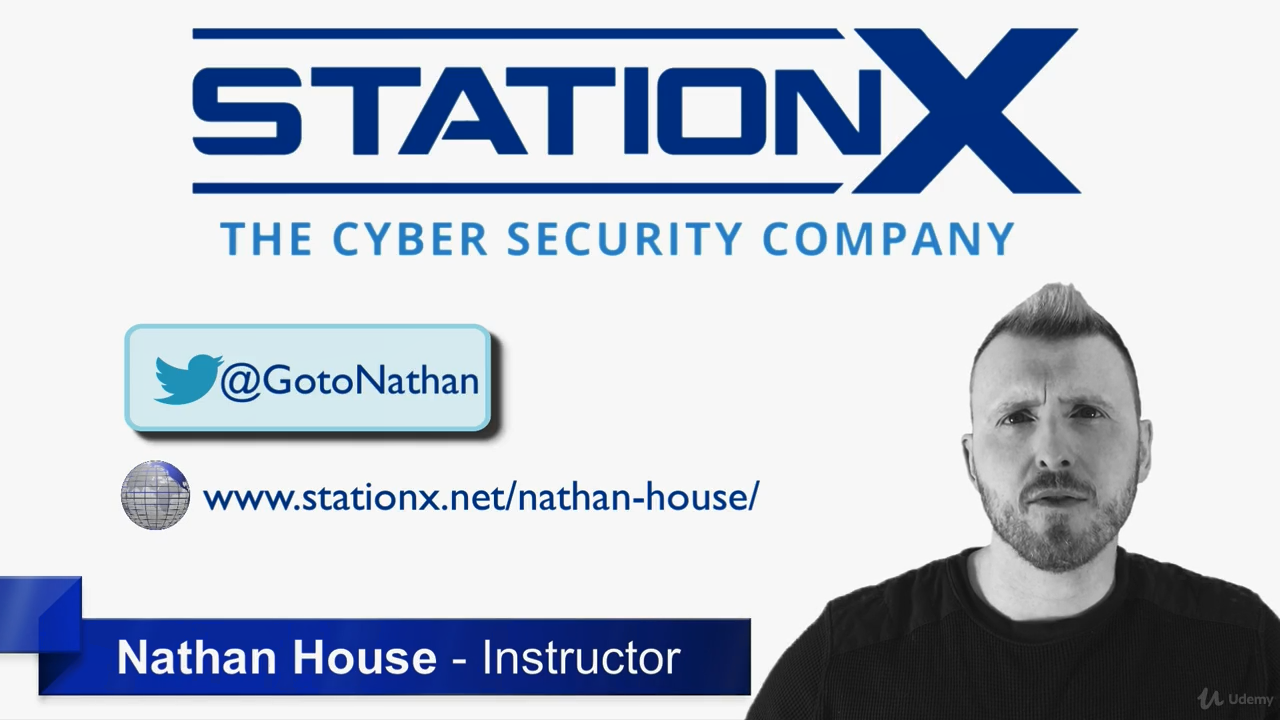 STATIONX
THE CYBER SECURITY COMPANY
@GotoNathan
www.stationx.net/nathan-house/
Nathan House - Instructor
Udemy